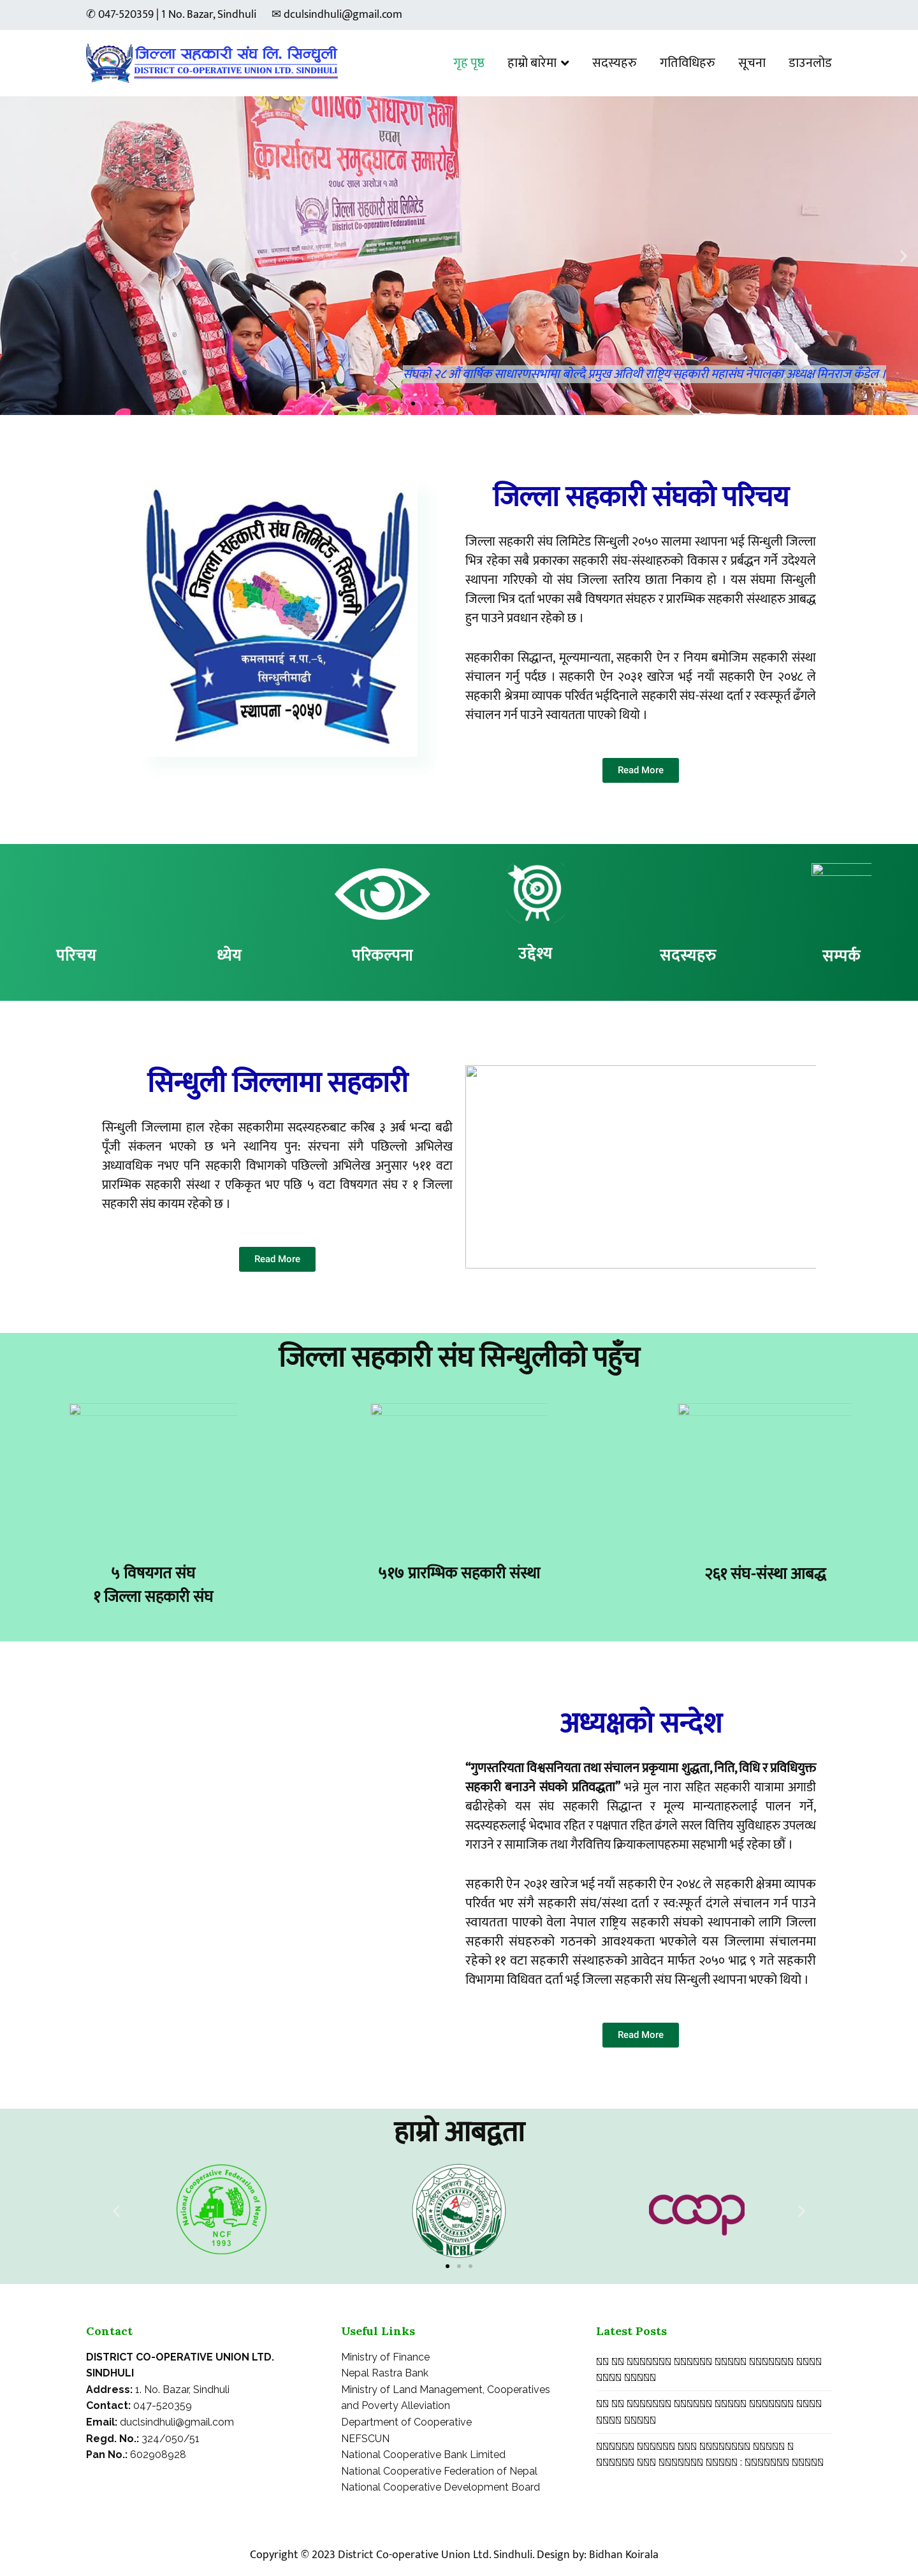 ✆ 047-520359 | 1 No. Bazar, Sindhuli ✉ dculsindhuli@gmail.com
जिल्ला सहकारी संघ लि. सिन्धुली
DISTRICT CO-OPERATIVE UNION LTD. SINDHULI
गृह पृष्ठ हाम्रो बारेमा सदस्यहरु गतिविधिहरु सूचना डाउनलोड
वार्षिक साधारण सभा
एवम्
कार्यालय समुद्घाटन समारोह
जिल्ला सहकारी संघ
District Co-operative Federation Ltd
संघको २८ औं वार्षिक साधारणसभामा बोल्दै प्रमुख अतिथी राष्ट्रिय सहकारी महासंघ नेपालका अध्यक्ष मिनराज कँडेल ।
जिल्ला सहकारी संघ लिमिटेड, सिन्धुली
कमलामाई न.पा.-६,
सिन्धुलीमाढी
स्थापना -२०५०
जिल्ला सहकारी संघको परिचय
जिल्ला सहकारी संघ लिमिटेड सिन्धुली २०५० सालमा स्थापना भई सिन्धुली जिल्ला
भित्र रहेका सबै प्रकारका सहकारी संघ-संस्थाहरुको विकास र प्रर्बद्धन गर्ने उदेश्यले
स्थापना गरिएको यो संघ जिल्ला स्तरिय छाता निकाय हो । यस संघमा सिन्धुली
जिल्ला भित्र दर्ता भएका सबै विषयगत संघहरु र प्रारम्भिक सहकारी संस्थाहरु आबद्ध
हुन पाउने प्रवधान रहेको छ ।
सहकारीका सिद्धान्त, मूल्यमान्यता, सहकारी ऐन र नियम बमोजिम सहकारी संस्था
संचालन गर्नु पर्दछ । सहकारी ऐन २०३१ खारेज भई नयाँ सहकारी ऐन २०४८ ले
सहकारी श्रेत्रमा व्यापक परिर्वत भईदिनाले सहकारी संघ-संस्था दर्ता र स्वःस्फूर्त ढँगले
संचालन गर्न पाउने स्वायतता पाएको थियो ।
Read More
परिचय ध्येय परिकल्पना उद्देश्य सदस्यहरु सम्पर्क
सिन्धुली जिल्लामा सहकारी
सिन्धुली जिल्लामा हाल रहेका सहकारीमा सदस्यहरुबाट करिब ३ अर्ब भन्दा बढी
पूँजी संकलन भएको छ भने स्थानिय पुन: संरचना संगै पछिल्लो अभिलेख
अध्यावधिक नभए पनि सहकारी विभागको पछिल्लो अभिलेख अनुसार ५११ वटा
प्रारम्भिक सहकारी संस्था र एकिकृत भए पछि ५ वटा विषयगत संघ र १ जिल्ला
सहकारी संघ कायम रहेको छ ।
Read More
जिल्ला सहकारी संघ सिन्धुलीको पहुँच
५ विषयगत संघ
१ जिल्ला सहकारी संघ
५१७ प्रारम्भिक सहकारी संस्था
२६१ संघ-संस्था आबद्ध
अध्यक्षको सन्देश
“गुणस्तरियता विश्वसनियता तथा संचालन प्रकृयामा शुद्धता, निति, विधि र प्रविधियुक्त
सहकारी बनाउने संघको प्रतिवद्धता” भन्ने मुल नारा सहित सहकारी यात्रामा अगाडी
बढीरहेको यस संघ सहकारी सिद्धान्त र मूल्य मान्यताहरुलाई पालन गर्ने,
सदस्यहरुलाई भेदभाव रहित र पक्षपात रहित ढंगले सरल वित्तिय सुविधाहरु उपलब्ध
गराउने र सामाजिक तथा गैरवित्तिय क्रियाकलापहरुमा सहभागी भई रहेका छौं ।
सहकारी ऐन २०३१ खारेज भई नयाँ सहकारी ऐन २०४८ ले सहकारी क्षेत्रमा व्यापक
परिर्वत भए संगै सहकारी संघ/संस्था दर्ता र स्व:स्फूर्त दंगले संचालन गर्न पाउने
स्वायतता पाएको वेला नेपाल राष्ट्रिय सहकारी संघको स्थापनाको लागि जिल्ला
सहकारी संघहरुको गठनको आवश्यकता भएकोले यस जिल्लामा संचालनमा
रहेको ११ वटा सहकारी संस्थाहरुको आवेदन मार्फत २०५० भाद्र ९ गते सहकारी
विभागमा विधिवत दर्ता भई जिल्ला सहकारी संघ सिन्धुली स्थापना भएको थियो ।
Read More
हाम्रो आबद्वता
National Cooperative Federation of Nepal
NCF
1993
राष्ट्रिय सहकारी बैंक लिमिटेड
NCBL
NATIONAL COOPERATIVE BANK LTD.
coop
Contact
DISTRICT CO-OPERATIVE UNION LTD.
SINDHULI
Address: 1. No. Bazar, Sindhuli
Contact: 047-520359
Email: duclsindhuli@gmail.com
Regd. No.: 324/050/51
Pan No.: 602908928
Useful Links
Ministry of Finance
Nepal Rastra Bank
Ministry of Land Management, Cooperatives
and Poverty Alleviation
Department of Cooperative
NEFSCUN
National Cooperative Bank Limited
National Cooperative Federation of Nepal
National Cooperative Development Board
Latest Posts
Copyright © 2023 District Co-operative Union Ltd. Sindhuli. Design by: Bidhan Koirala